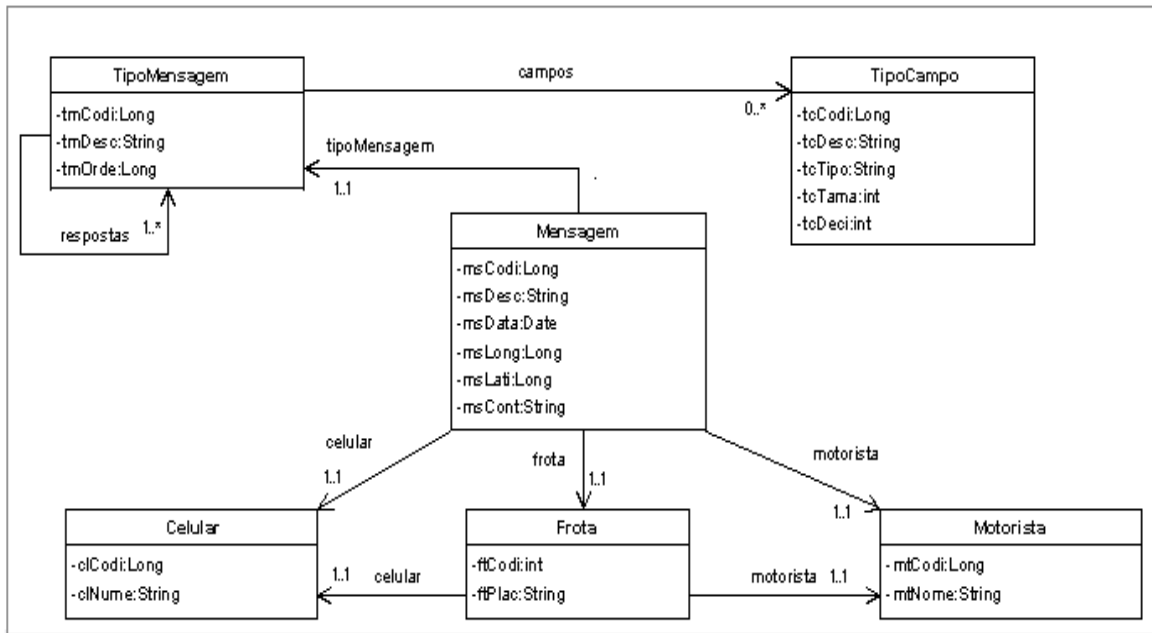 TipoMensagem
-tmCodi:Long
-tmDesc:String
-tmOrde:Long
campos
0..*
TipoCampo
-tcCodi:Long
-tcDesc:String
-tcTipo:String
-tcTama:int
-tcDeci:int
tipoMensagem
1..1
respostas
1..*
Mensagem
-msCodi:Long
-msDesc:String
-msData:Date
-msLong:Long
-msLati:Long
-msCont:String
celular
1..1
frota
1..1
motorista
1..1
Celular
-clCodi:Long
-clNume:String
1..1
celular
Frota
-ftCodi:int
-ftPlac:String
motorista
1..1
Motorista
-mtCodi:Long
-mtNome:String